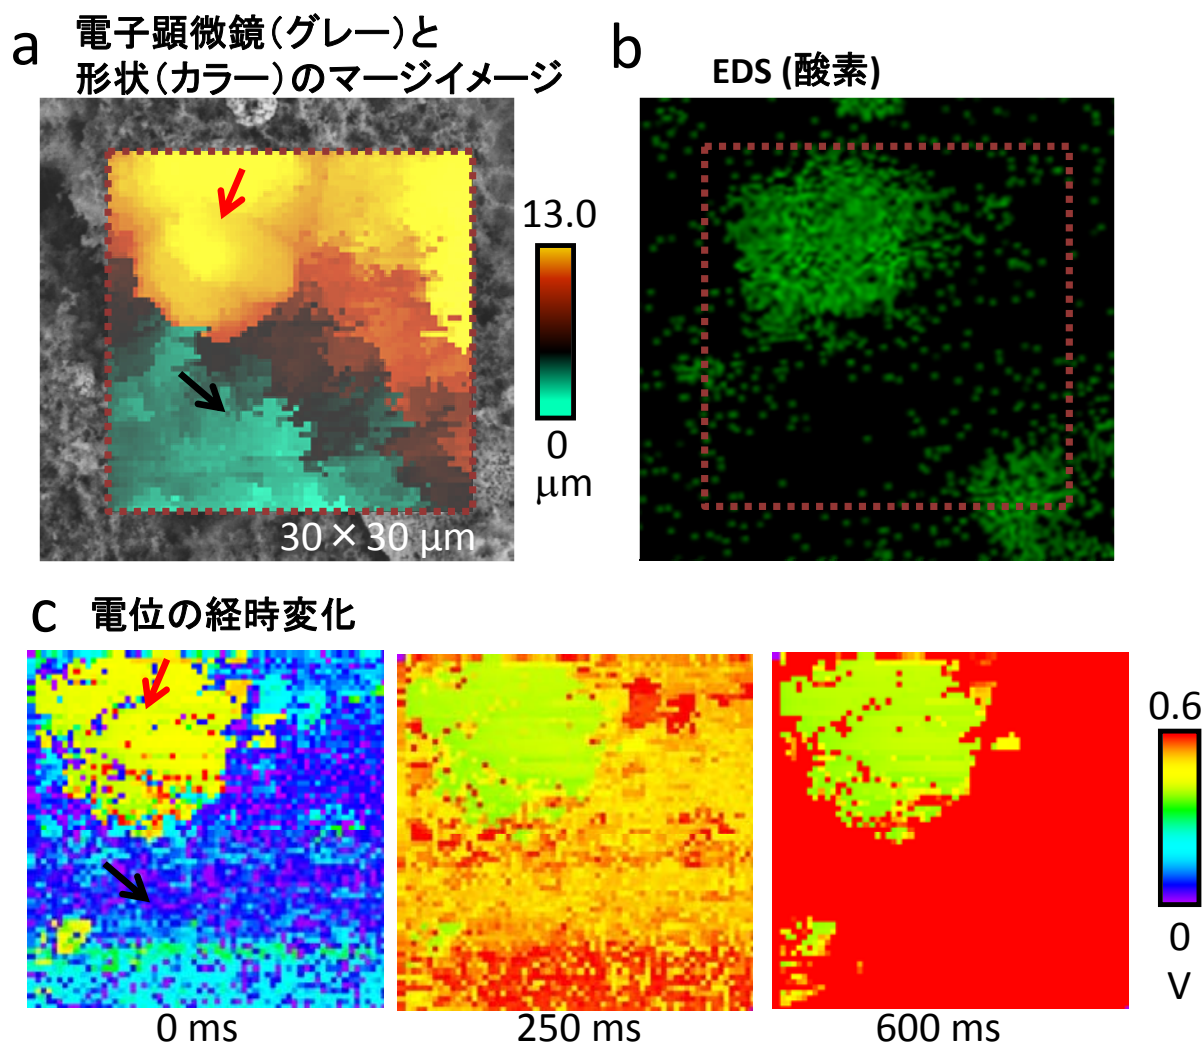 a
電子顕微鏡(グレー)と
形状(カラー)のマージイメージ
13.0
0
μm
30×30 μm
b
EDS (酸素)
c 電位の経時変化
0 ms
250 ms
600 ms
0.6
0
V